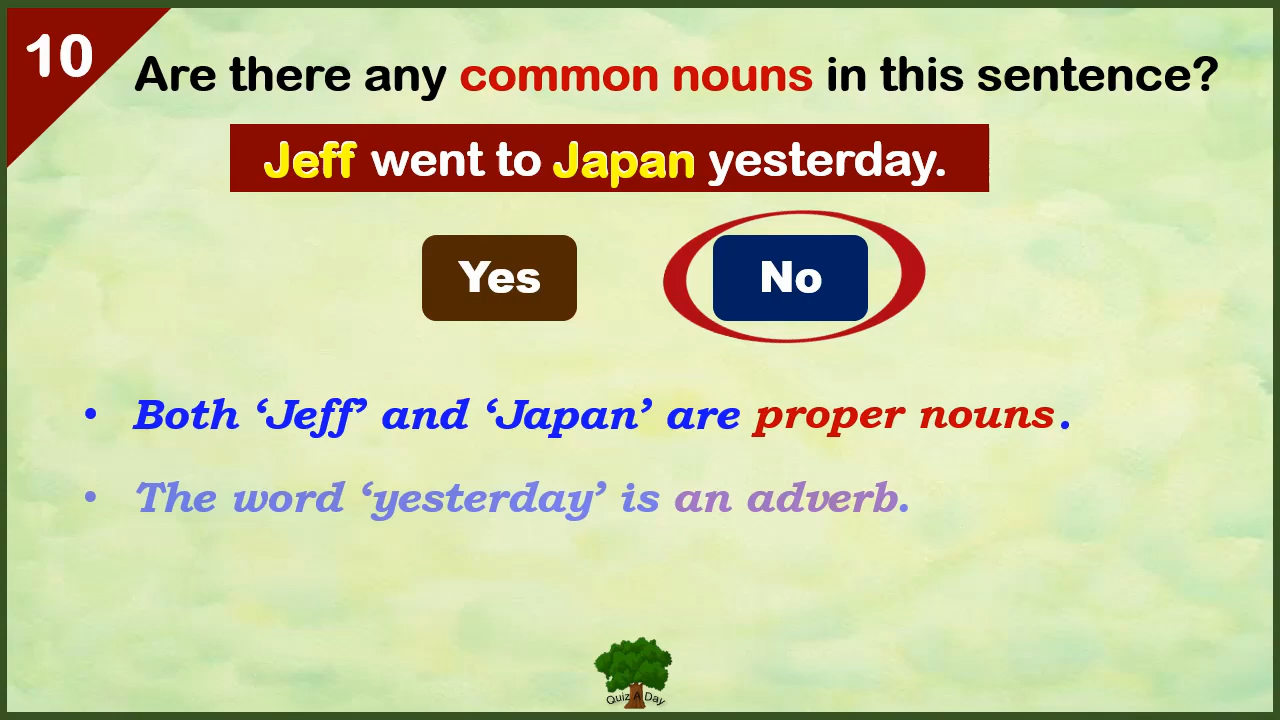 10
Are there any common nouns in this sentence?
Jeff went to Japan yesterday.
Yes
No
• Both ‘Jeff’ and ‘Japan’ are proper nouns.
• The word ‘yesterday’ is an adverb.
Quiz A Day